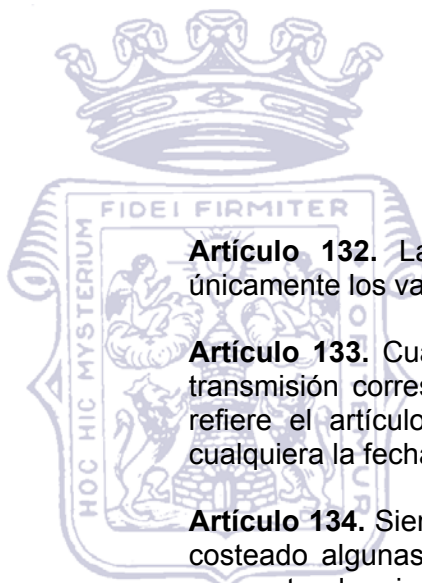 FIDEI FIRMITER
HOC HIC MYSTERIUM
Artículo 132. La
únicamente los va
Artículo 133. Cua
transmisión corres
refiere el artículo
cualquiera la fecha
Artículo 134. Sien
costeado algunas